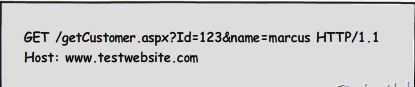 GET /getCustomer.aspx?Id=123&name=marcus HTTP/1.1
Host: www.testwebsite.com